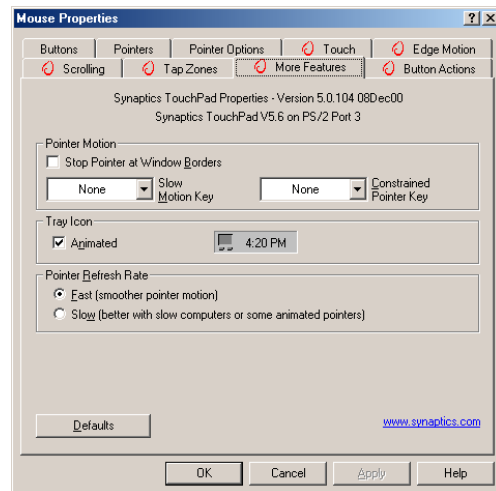 Mouse Properties
Buttons Pointers Pointer Options Touch Edge Motion
Scrolling Tap Zones More Features Button Actions
Synaptics TouchPad Properties - Version 5.0.104 08Dec00
Synaptics TouchPad V5.6 on PS/2 Port 3
Pointer Motion
Stop Pointer at Window Borders
None Slow Motion Key None Constrained Pointer Key
Tray Icon
Animated 4:20 PM
Pointer Refresh Rate
Fast (smoother pointer motion)
Slow (better with slow computers or some animated pointers)
Defaults www.synaptics.com
OK Cancel Apply Help